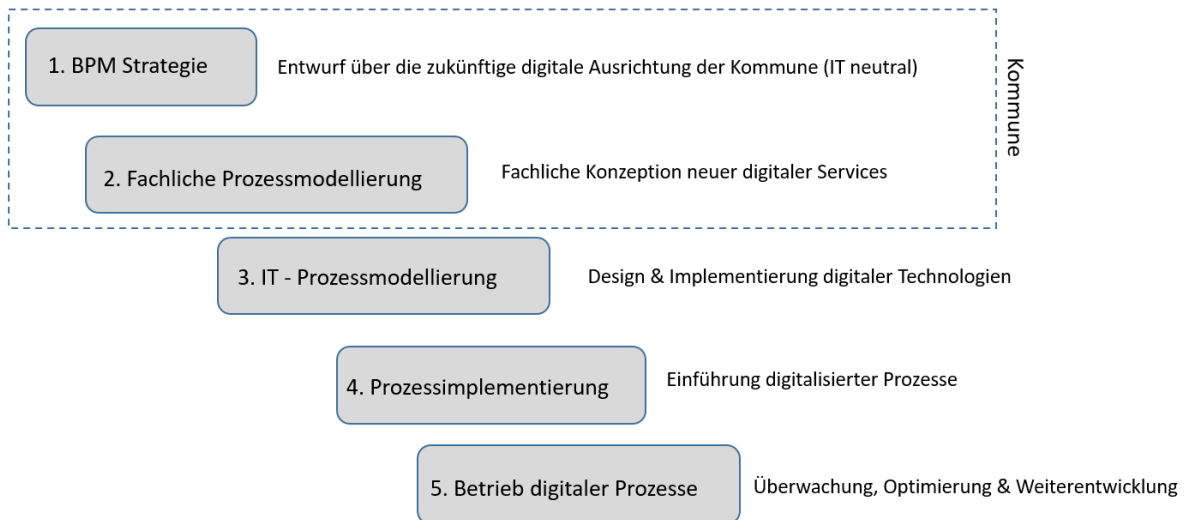 1. BPM Strategie
Entwurf über die zukünftige digitale Ausrichtung der Kommune (IT neutral)
Kommune
2. Fachliche Prozessmodellierung
Fachliche Konzeption neuer digitaler Services
3. IT - Prozessmodellierung
Design & Implementierung digitaler Technologien
4. Prozessimplementierung
Einführung digitalisierter Prozesse
5. Betrieb digitaler Prozesse
Überwachung, Optimierung & Weiterentwicklung